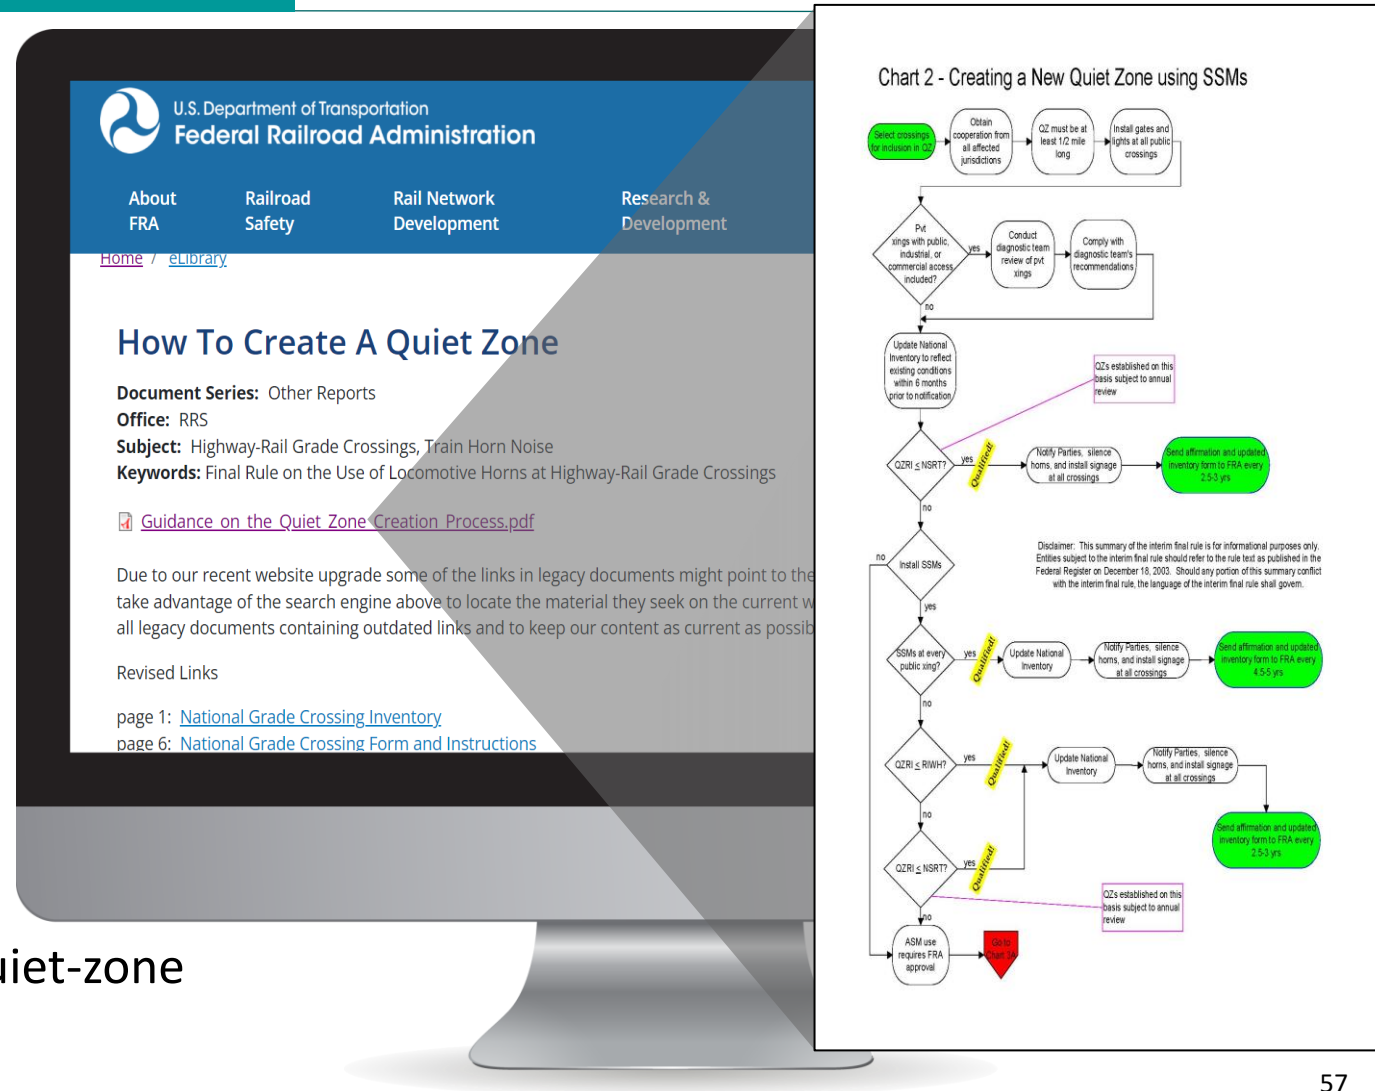 U.S. Department of Transportation
Federal Railroad Administration
About
FRA
Railroad
Safety
Rail Network
Development
Research &
Development
Home / eLibrary
How To Create A Quiet Zone
Document Series: Other Reports
Office: RRS
Subject: Highway-Rail Grade Crossings, Train Horn Noise
Keywords: Final Rule on the Use of Locomotive Horns at Highway-Rail Grade Crossings
Guidance on the Quiet Zone Creation Process.pdf
Due to our recent website upgrade some of the links in legacy documents might point to the
take advantage of the search engine above to locate the material they seek on the current w
all legacy documents containing outdated links and to keep our content as current as possib
Revised Links
page 1: National Grade Crossing Inventory
page 6: National Grade Crossing Form and Instructions
uiet-zone
Chart 2 - Creating a New Quiet Zone using SSMs
Select crossings
for inclusion in QZ
Obtain
cooperation from
all affected
jurisdictions
QZ must be at
least 1/2 mile
long
Install gates and
lights at all public
crossings
Pvt
xings with public,
industrial, or
commercial access
included?
yes
Conduct
diagnostic team
review of pvt
xings
Comply with
diagnostic team's
recommendations
no
Update National
Inventory to reflect
existing conditions
within 6 months
prior to notification
QZs established on this
basis subject to annual
review
QZRI ≤ NSRT?
yes
Qualified!
Notify Parties, silence
horns, and install signage
at all crossings
Send affirmation and updated
inventory form to FRA every
2.5-3 yrs
no
Disclaimer: This summary of the interim final rule is for informational purposes only.
Entities subject to the interim final rule should refer to the rule text as published in the
Federal Register on December 18, 2003. Should any portion of this summary conflict
with the interim final rule, the language of the interim final rule shall govern.
no
Install SSMs
yes
SSMs at every
public xing?
yes
Qualified!
Update National
Inventory
Notify Parties, silence
horns, and install signage
at all crossings
Send affirmation and updated
inventory form to FRA every
4.5-5 yrs
no
QZRI ≤ RIWH?
yes
Qualified!
Update National
Inventory
Notify Parties, silence
horns, and install signage
at all crossings
no
Send affirmation and updated
inventory form to FRA every
2.5-3 yrs
QZRI ≤ NSRT?
yes
Qualified!
QZs established on this
basis subject to annual
review
no
ASM use
requires FRA
approval
Go to
Chart 3A
57